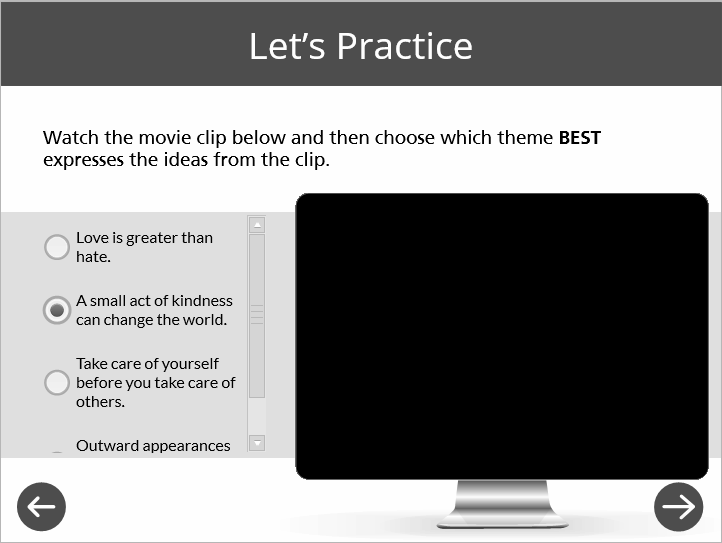 Let’s Practice
Watch the movie clip below and then choose which theme BEST
expresses the ideas from the clip.
Love is greater than
hate.
A small act of kindness
can change the world.
Take care of yourself
before you take care of
others.
Outward appearances